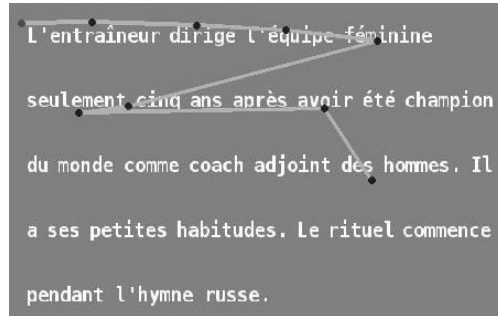 L'entraîneur dirige l'équipe féminine
seulement cinq ans après avoir été champion
du monde comme coach adjoint des hommes. Il
a ses petites habitudes. Le rituel commence
pendant l'hymne russe.